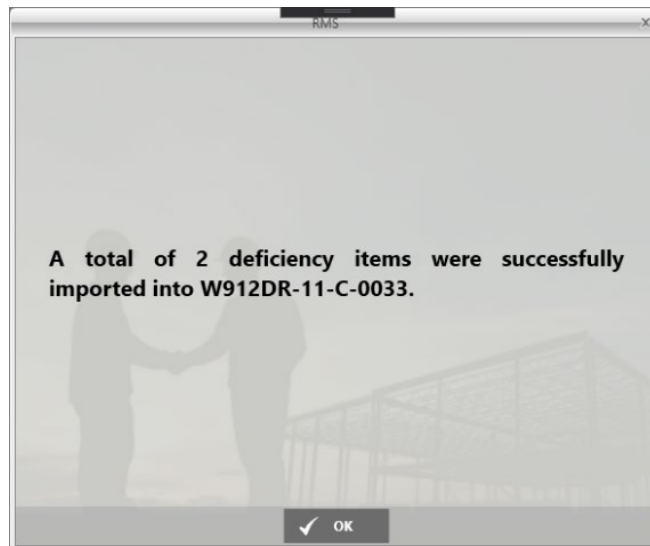 RMS
A total of 2 deficiency items were successfully
imported into W912DR-11-C-0033.
OK